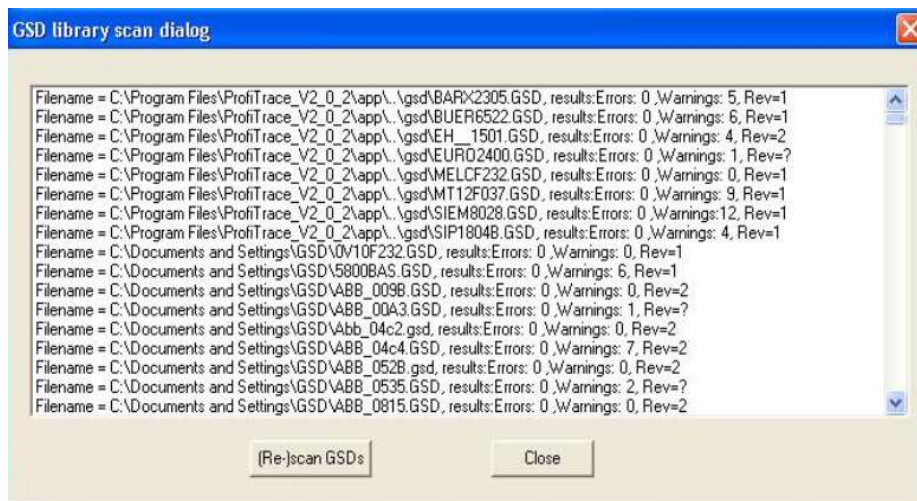 GSD library scan dialog
Filename = C:\Program Files\ProfiTrace_V2_0_2\app\..\gsd\BARX2305.GSD, results:Errors: 0 ,Warnings: 5, Rev=1
Filename = C:\Program Files\ProfiTrace_V2_0_2\app\..\gsd\BUER6522.GSD, results:Errors: 0 ,Warnings: 6, Rev=1
Filename = C:\Program Files\ProfiTrace_V2_0_2\app\..\gsd\EH__1501.GSD, results:Errors: 0 ,Warnings: 4, Rev=2
Filename = C:\Program Files\ProfiTrace_V2_0_2\app\..\gsd\EURO2400.GSD, results:Errors: 0 ,Warnings: 1, Rev=?
Filename = C:\Program Files\ProfiTrace_V2_0_2\app\..\gsd\MELCF232.GSD, results:Errors: 0 ,Warnings: 0, Rev=1
Filename = C:\Program Files\ProfiTrace_V2_0_2\app\..\gsd\MT12F037.GSD, results:Errors: 0 ,Warnings: 9, Rev=1
Filename = C:\Program Files\ProfiTrace_V2_0_2\app\..\gsd\SIEM8028.GSD, results:Errors: 0 ,Warnings:12, Rev=1
Filename = C:\Program Files\ProfiTrace_V2_0_2\app\..\gsd\SIP1804B.GSD, results:Errors: 0 ,Warnings: 4, Rev=1
Filename = C:\Documents and Settings\GSD\0V10F232.GSD, results:Errors: 0 ,Warnings: 0, Rev=1
Filename = C:\Documents and Settings\GSD\5800BAS.GSD, results:Errors: 0 ,Warnings: 6, Rev=1
Filename = C:\Documents and Settings\GSD\ABB_009B.GSD, results:Errors: 0 ,Warnings: 0, Rev=2
Filename = C:\Documents and Settings\GSD\ABB_00A3.GSD, results:Errors: 0 ,Warnings: 1, Rev=?
Filename = C:\Documents and Settings\GSD\Abb_04c2.gsd, results:Errors: 0 ,Warnings: 0, Rev=2
Filename = C:\Documents and Settings\GSD\ABB_04c4.GSD, results:Errors: 0 ,Warnings: 7, Rev=2
Filename = C:\Documents and Settings\GSD\ABB_052B.gsd, results:Errors: 0 ,Warnings: 0, Rev=2
Filename = C:\Documents and Settings\GSD\ABB_0535.GSD, results:Errors: 0 ,Warnings: 2, Rev=?
Filename = C:\Documents and Settings\GSD\ABB_0815.GSD, results:Errors: 0 ,Warnings: 0, Rev=2
(Re-)scan GSDs
Close